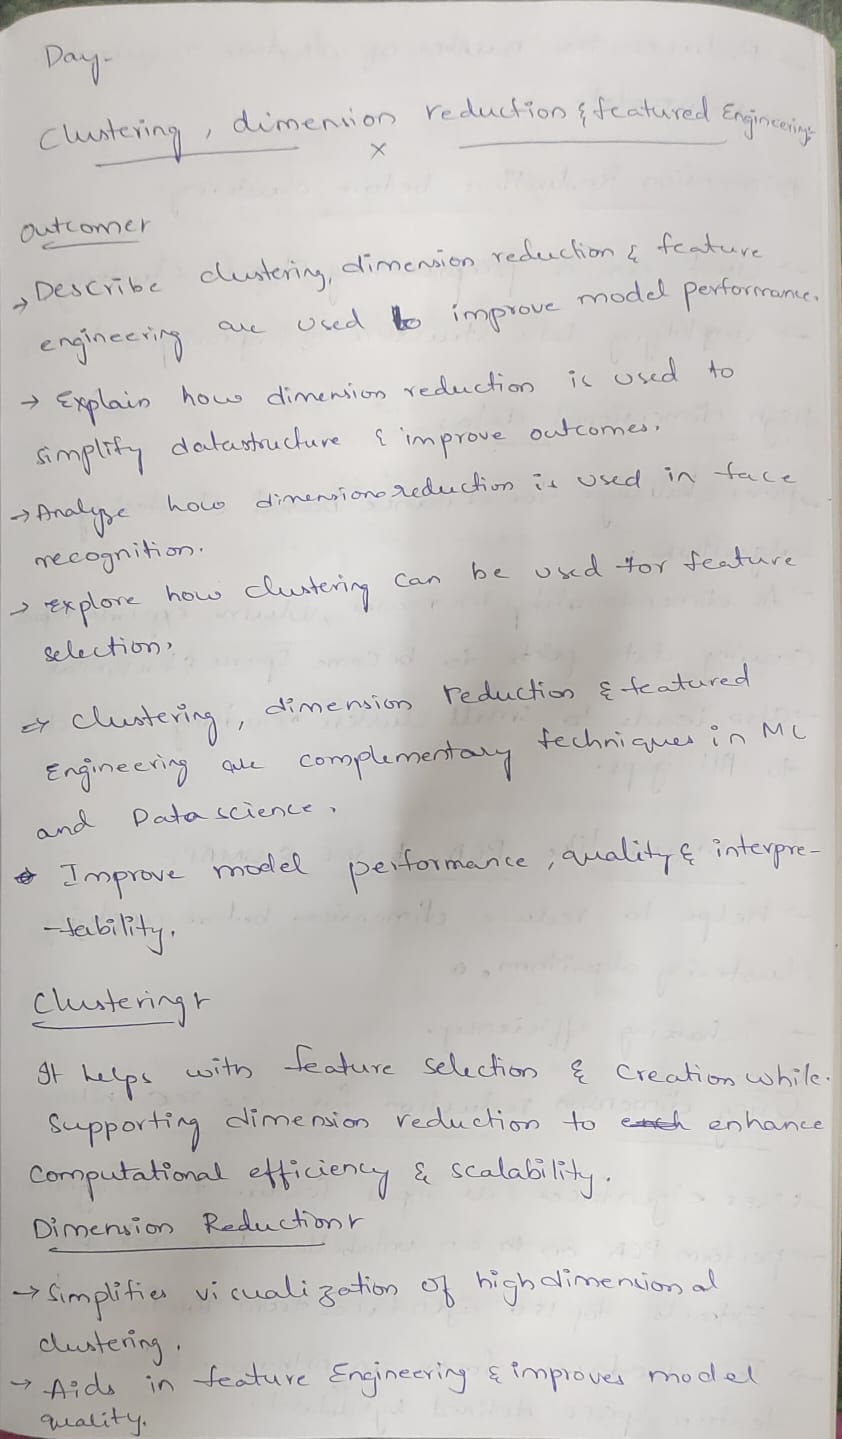 Day-
Clustering, dimension reduction & featured Engineering:-
x
outcomer
→ Describe clustering, dimension reduction & feature
engineering are used to improve model performance.
→ Explain how dimension reduction is used to
simplify datastructure & improve outcomes.
→ Analyze how dimension reduction is used in face
recognition.
→ explore how clustering can be used for feature
selection.
⇒ clustering, dimension reduction & featured
Engineering are complementary techniques in ML
and Data science.
* Improve model performance, quality & interpre-
-tability.
Clustering :-
It helps with feature selection & creation while.
supporting dimension reduction to each enhance
computational efficiency & scalability.
Dimension Reduction :-
→ Simplifies visualization of high dimensional
clustering.
→ Aids in feature Engineering & improves model
quality.